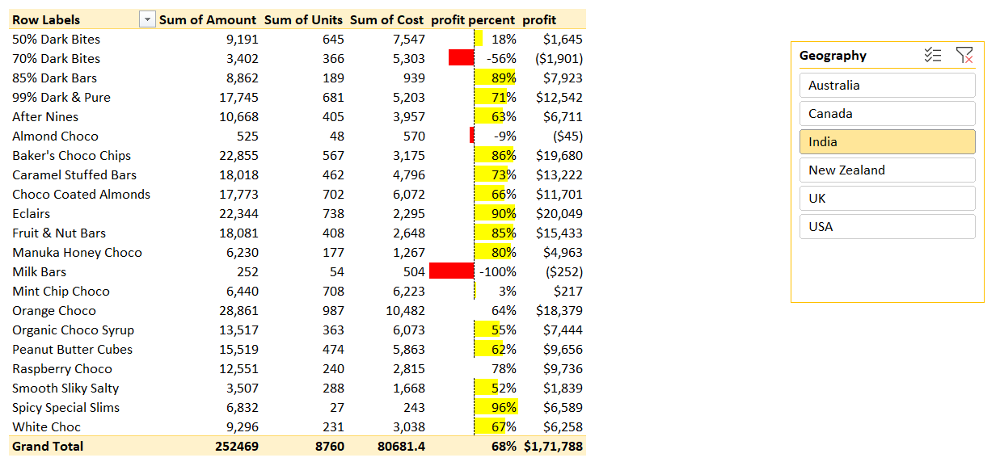 Row Labels Sum of Amount Sum of Units Sum of Cost profit percent profit
50% Dark Bites 9,191 645 7,547 18% $1,645
70% Dark Bites 3,402 366 5,303 -56% ($1,901)
85% Dark Bars 8,862 189 939 89% $7,923
99% Dark & Pure 17,745 681 5,203 71% $12,542
After Nines 10,668 405 3,957 63% $6,711
Almond Choco 525 48 570 -9% ($45)
Baker's Choco Chips 22,855 567 3,175 86% $19,680
Caramel Stuffed Bars 18,018 462 4,796 73% $13,222
Choco Coated Almonds 17,773 702 6,072 66% $11,701
Eclairs 22,344 738 2,295 90% $20,049
Fruit & Nut Bars 18,081 408 2,648 85% $15,433
Manuka Honey Choco 6,230 177 1,267 80% $4,963
Milk Bars 252 54 504 -100% ($252)
Mint Chip Choco 6,440 708 6,223 3% $217
Orange Choco 28,861 987 10,482 64% $18,379
Organic Choco Syrup 13,517 363 6,073 55% $7,444
Peanut Butter Cubes 15,519 474 5,863 62% $9,656
Raspberry Choco 12,551 240 2,815 78% $9,736
Smooth Sliky Salty 3,507 288 1,668 52% $1,839
Spicy Special Slims 6,832 27 243 96% $6,589
White Choc 9,296 231 3,038 67% $6,258
Grand Total 252469 8760 80681.4 68% $1,71,788
Geography
Australia
Canada
India
New Zealand
UK
USA